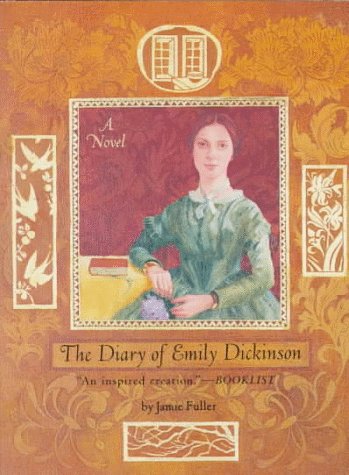 A
Novel
The Diary of Emily Dickinson
"An inspired creation."—BOOKLIST
by Jamie Fuller